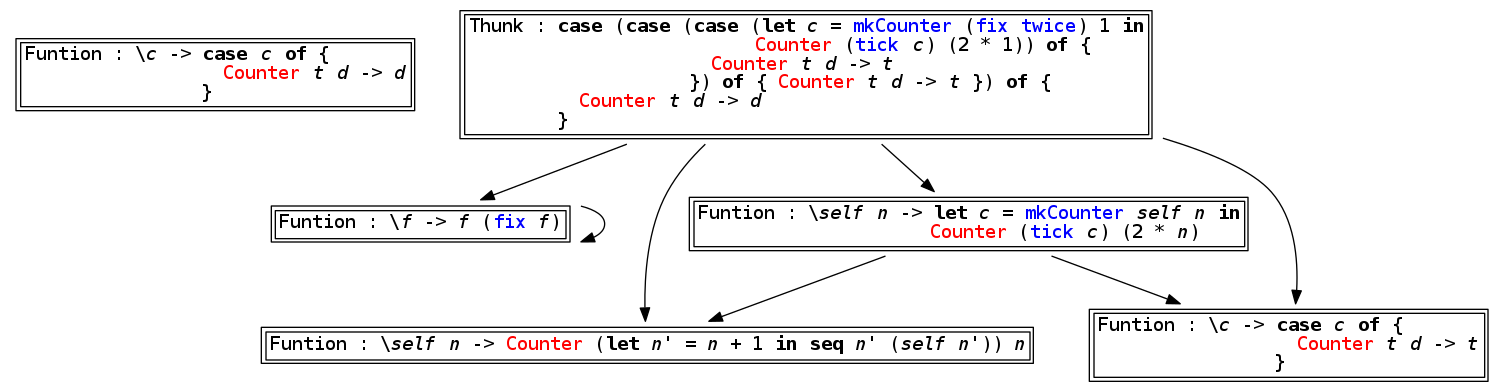 Funtion : \c -> case c of {
Counter t d -> d
}
Thunk : case (case (case (let c = mkCounter (fix twice) 1 in
Counter (tick c) (2 * 1)) of {
Counter t d -> t
}) of { Counter t d -> t }) of {
Counter t d -> d
}
Funtion : \f -> f (fix f)
Funtion : \self n -> let c = mkCounter self n in
Counter (tick c) (2 * n)
Funtion : \self n -> Counter (let n' = n + 1 in seq n' (self n')) n
Funtion : \c -> case c of {
Counter t d -> t
}